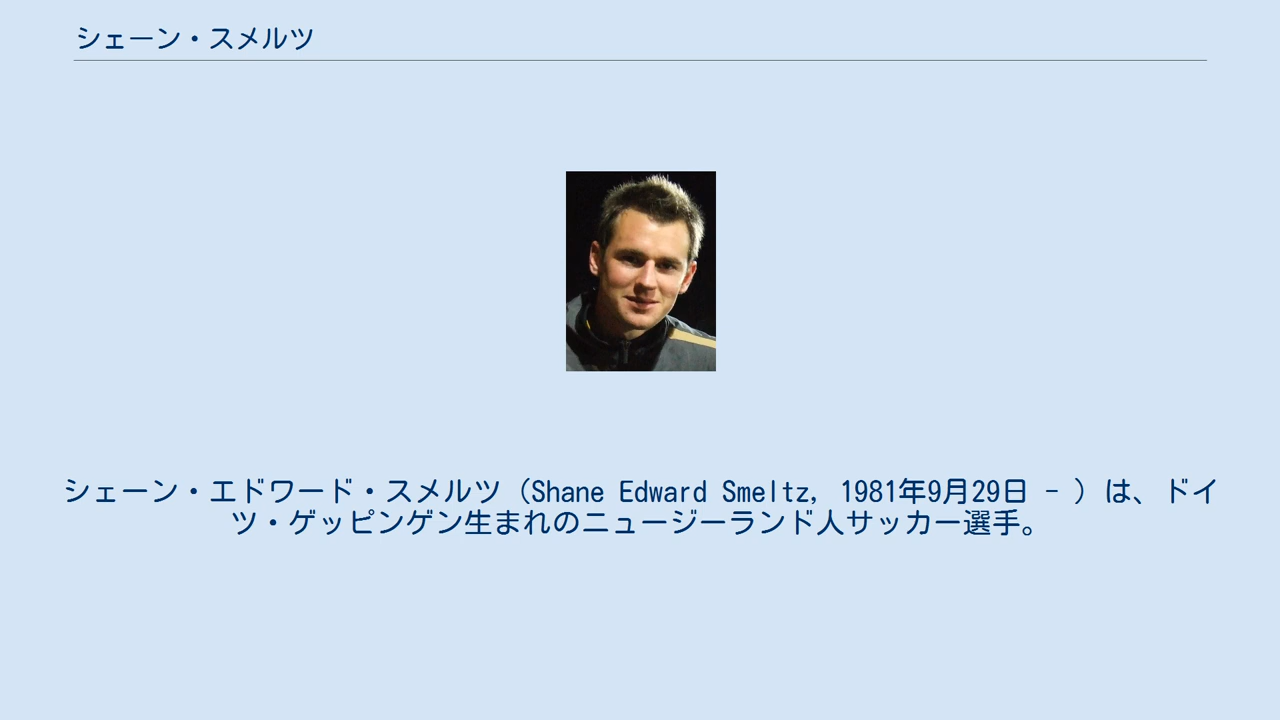 シェーン・スメルツ
シェーン・エドワード・スメルツ（Shane Edward Smeltz, 1981年9月29日 - ）は、ドイ
ツ・ゲッピンゲン生まれのニュージーランド人サッカー選手。